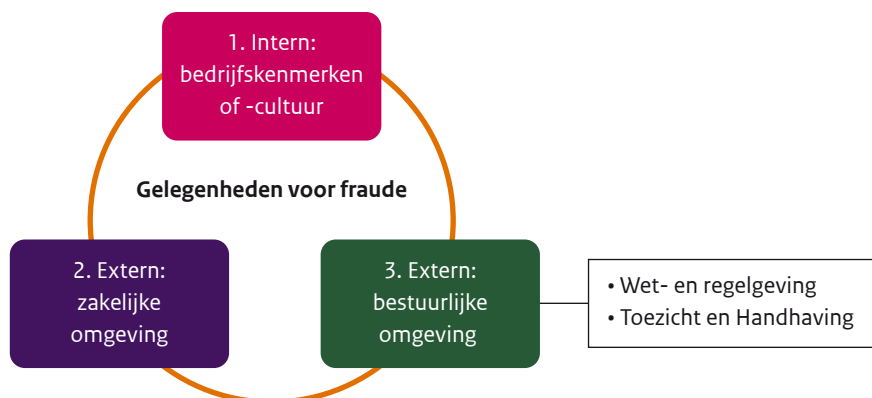 1. Intern:
bedrijfskenmerken
of -cultuur
Gelegenheden voor fraude
2. Extern:
zakelijke
omgeving
3. Extern:
bestuurlijke
omgeving
• Wet- en regelgeving
• Toezicht en Handhaving